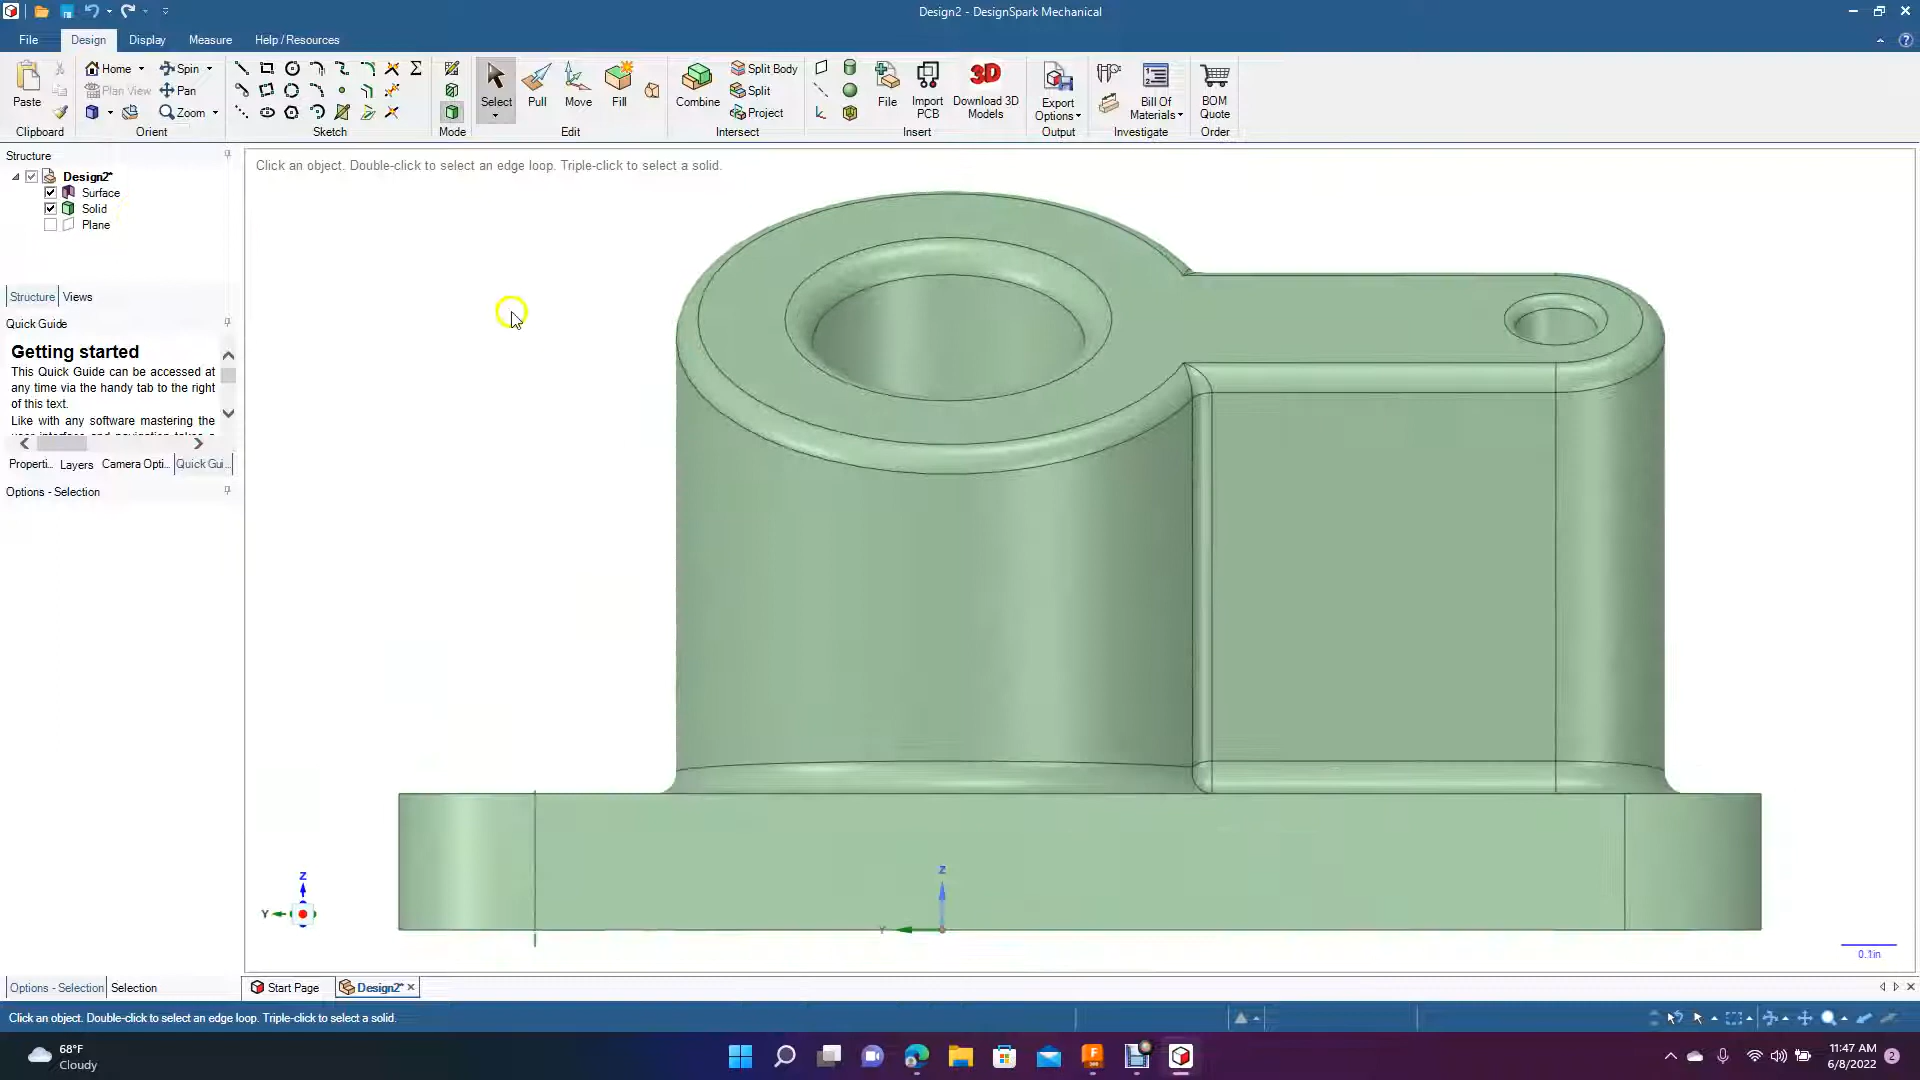 Design2 - DesignSpark Mechanical
File Design Display Measure Help / Resources
Paste
Clipboard
Home Spin
Plan View Pan
Zoom
Orient
Sketch
Mode
Select Pull Move Fill
Edit
Combine Split Body
Split
Project
Intersect
File Import PCB Download 3D Models
3D
Insert
Export Options
Output
Bill Of Materials
Investigate
BOM Quote
Order
Structure
Design2*
Surface
Solid
Plane
Structure Views
Quick Guide
Getting started
This Quick Guide can be accessed at
any time via the handy tab to the right
of this text.
Like with any software mastering the
Properti... Layers Camera Opti... Quick Gui...
Options - Selection
Click an object. Double-click to select an edge loop. Triple-click to select a solid.
Z
Z
Y
Y
0.1in
Options - Selection Selection
Start Page Design2*
Click an object. Double-click to select an edge loop. Triple-click to select a solid.
68°F
Cloudy
11:47 AM
6/8/2022
2